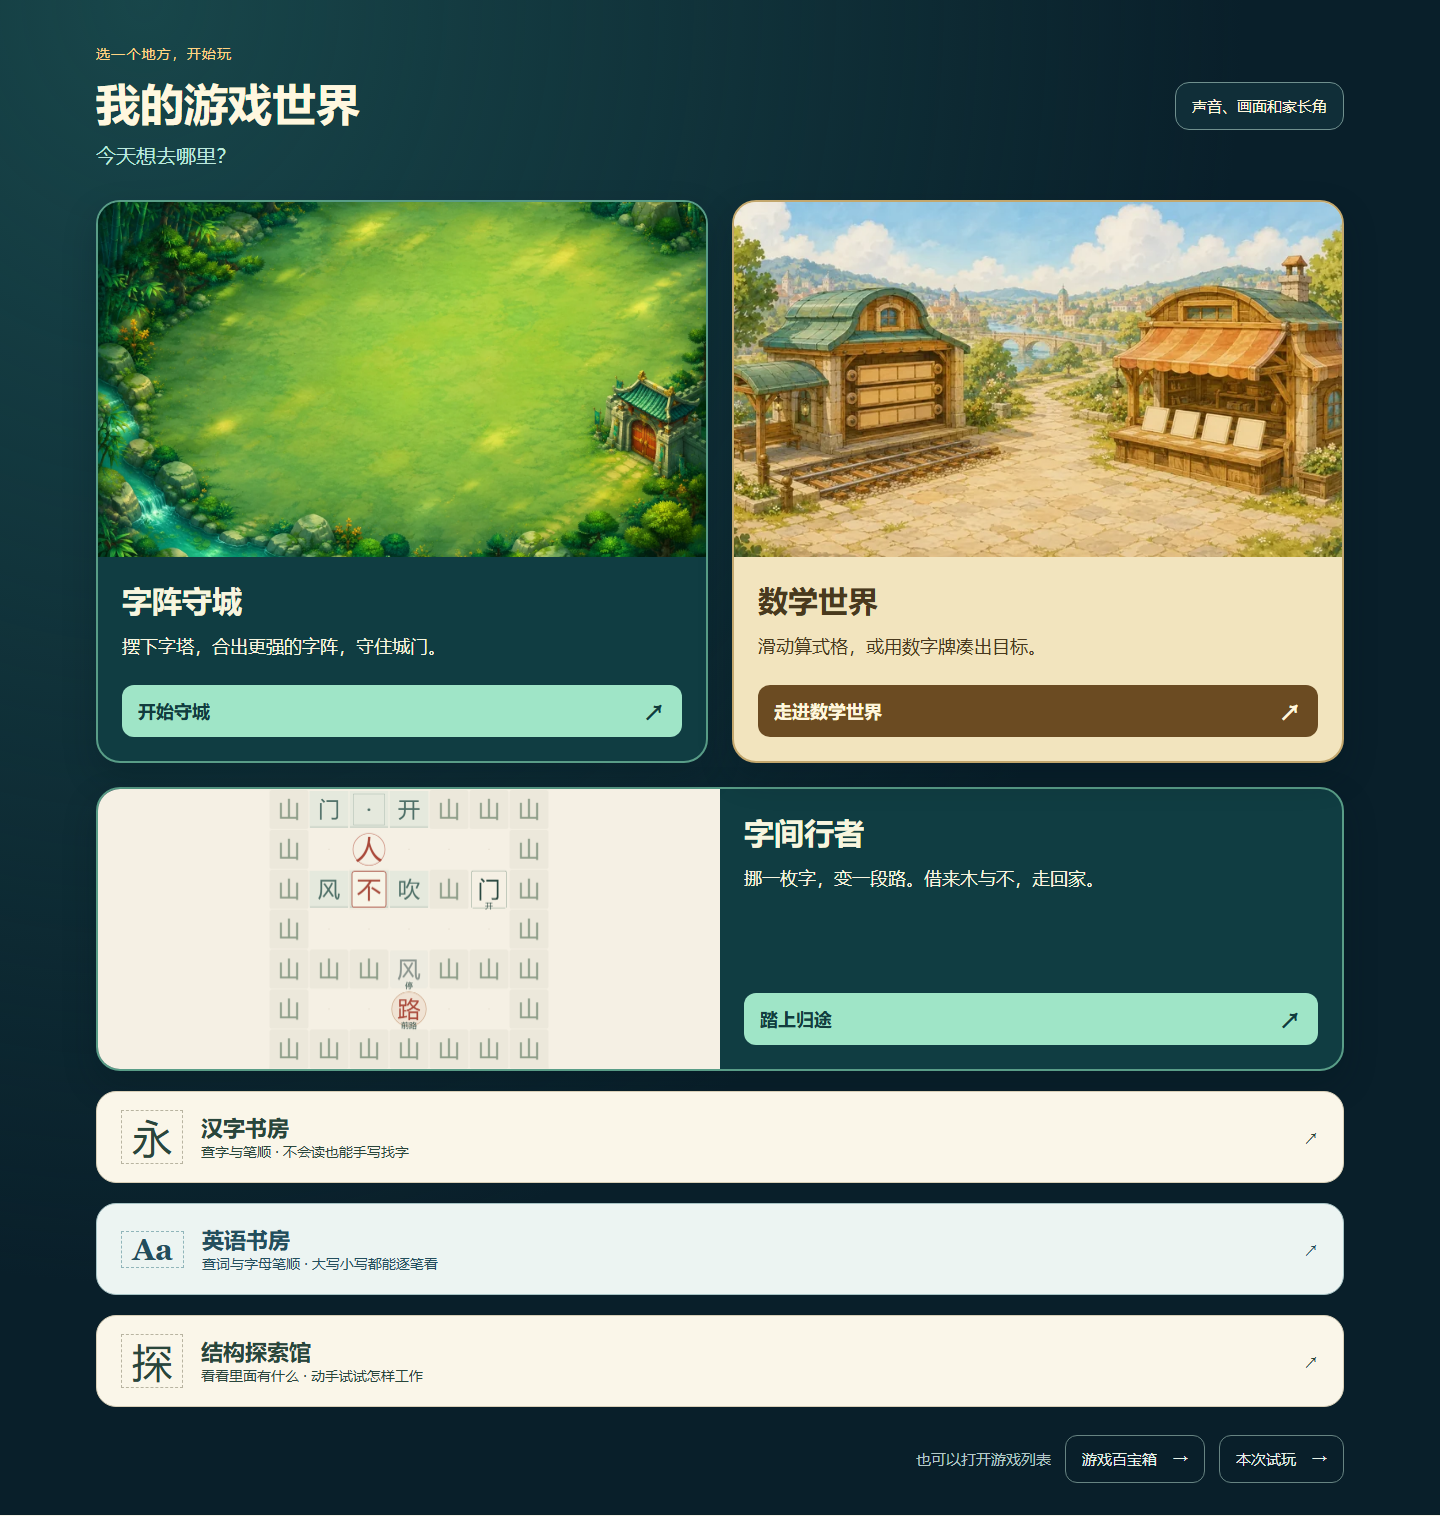 选一个地方，开始玩
我的游戏世界
今天想去哪里？
声音、画面和家长角
字阵守城
摆下字塔，合出更强的字阵，守住城门。
开始守城 ↗
数学世界
滑动算式格，或用数字牌凑出目标。
走进数学世界 ↗
山 门 · 开 山 山 山
山 人 山
山 风 不 吹 山 门 山
开
山 山
山 山 山 风 山 山 山
停
山 路 山
前路
山 山 山 山 山 山 山
字间行者
挪一枚字，变一段路。借来木与不，走回家。
踏上归途 ↗
永
汉字书房
查字与笔顺 · 不会读也能手写找字 ↗
Aa
英语书房
查词与字母笔顺 · 大写小写都能逐笔看 ↗
探
结构探索馆
看看里面有什么 · 动手试试怎样工作 ↗
也可以打开游戏列表 游戏百宝箱 → 本次试玩 →